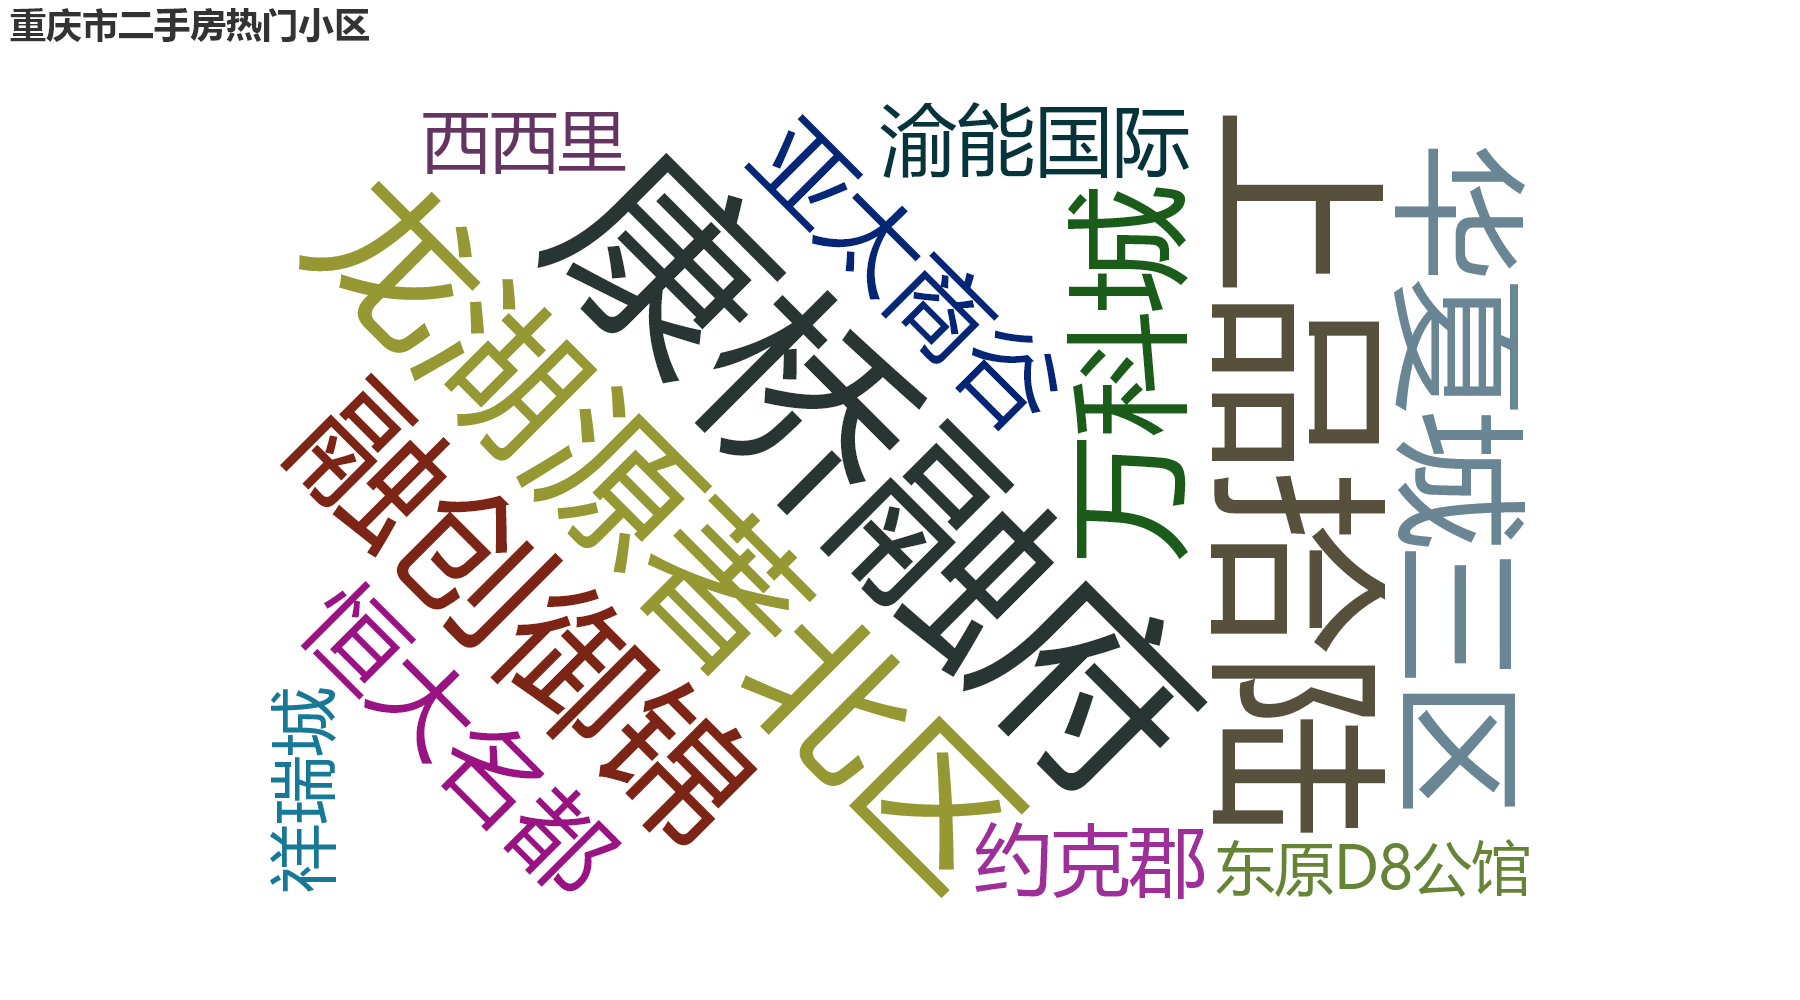 重庆市二手房热门小区
西西里
渝能国际
亚太商谷
康桥融府
龙湖源著北区
融创御锦
恒大名都
祥瑞城
万科城
上品拾陆
华夏城三区
约克郡
东原D8公馆